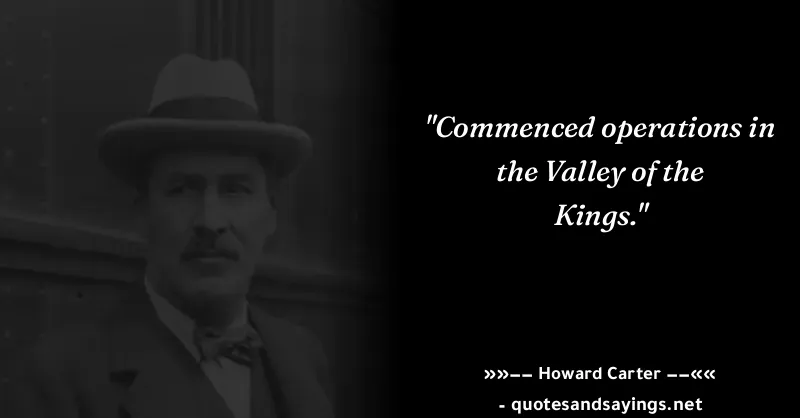 "Commenced operations in
the Valley of the
Kings."
»»−− Howard Carter −−««
- quotesandsayings.net